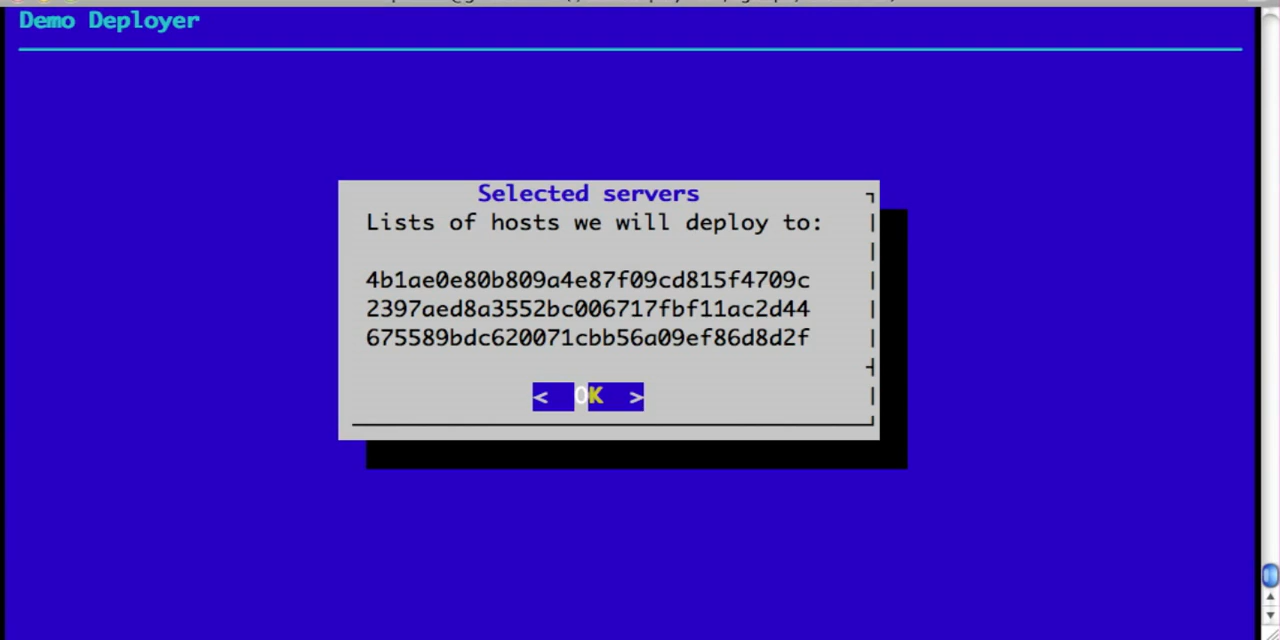 Demo Deployer
Selected servers
Lists of hosts we will deploy to:
4b1ae0e80b809a4e87f09cd815f4709c
2397aed8a3552bc006717fbf11ac2d44
675589bdc620071cbb56a09ef86d8d2f
< OK >